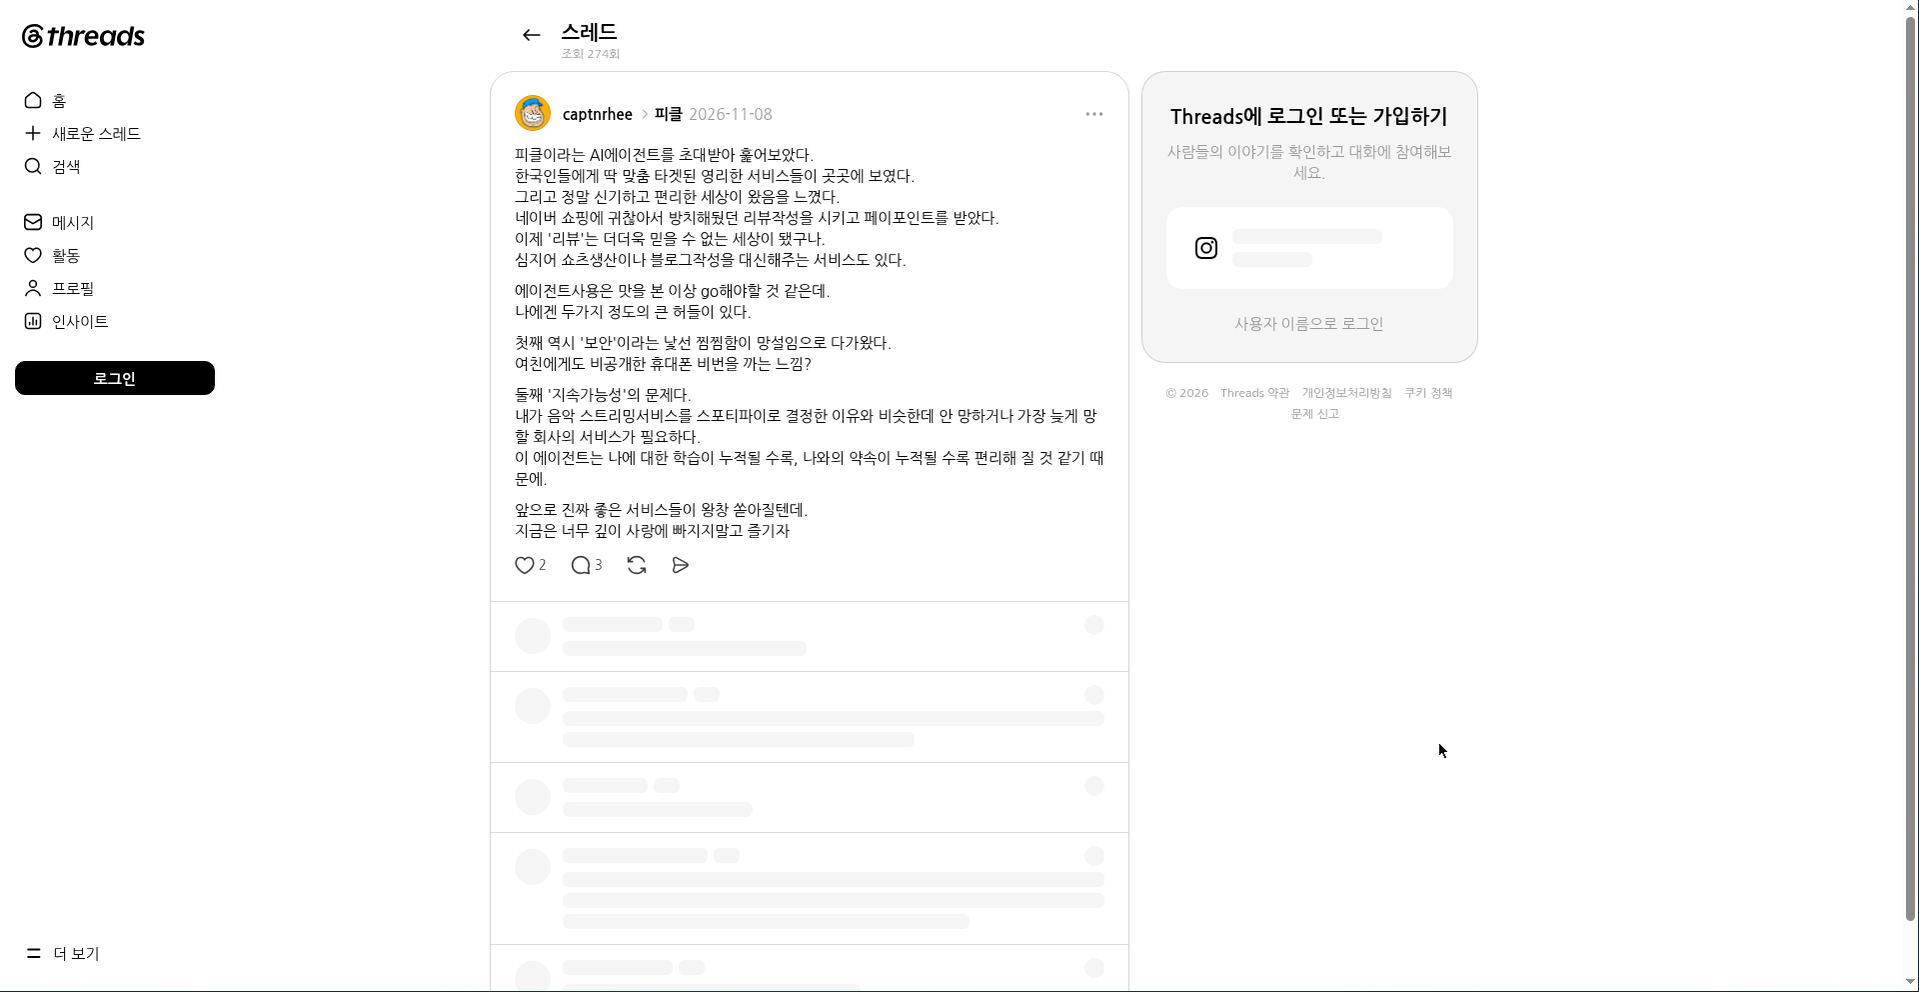 threads
홈
새로운 스레드
검색
메시지
활동
프로필
인사이트
로그인
더 보기
스레드
조회 274회
captnrhee > 피클 2026-11-08
피클이라는 AI에이전트를 초대받아 훑어보았다.
한국인들에게 딱 맞춤 타겟된 영리한 서비스들이 곳곳에 보였다.
그리고 정말 신기하고 편리한 세상이 왔음을 느꼈다.
네이버 쇼핑에 귀찮아서 방치해뒀던 리뷰작성을 시키고 페이포인트를 받았다.
이제 '리뷰'는 더더욱 믿을 수 없는 세상이 됐구나.
심지어 쇼츠생산이나 블로그작성을 대신해주는 서비스도 있다.
에이전트사용은 맛을 본 이상 go해야할 것 같은데.
나에겐 두가지 정도의 큰 허들이 있다.
첫째 역시 '보안'이라는 낯선 찜찜함이 망설임으로 다가왔다.
여친에게도 비공개한 휴대폰 비번을 까는 느낌?
둘째 '지속가능성'의 문제다.
내가 음악 스트리밍서비스를 스포티파이로 결정한 이유와 비슷한데 안 망하거나 가장 늦게 망
할 회사의 서비스가 필요하다.
이 에이전트는 나에 대한 학습이 누적될 수록, 나와의 약속이 누적될 수록 편리해 질 것 같기 때
문에.
앞으로 진짜 좋은 서비스들이 왕창 쏟아질텐데.
지금은 너무 깊이 사랑에 빠지지말고 즐기자
2 3
Threads에 로그인 또는 가입하기
사람들의 이야기를 확인하고 대화에 참여해보
세요.
사용자 이름으로 로그인
© 2026 Threads 약관 개인정보처리방침 쿠키 정책
문제 신고